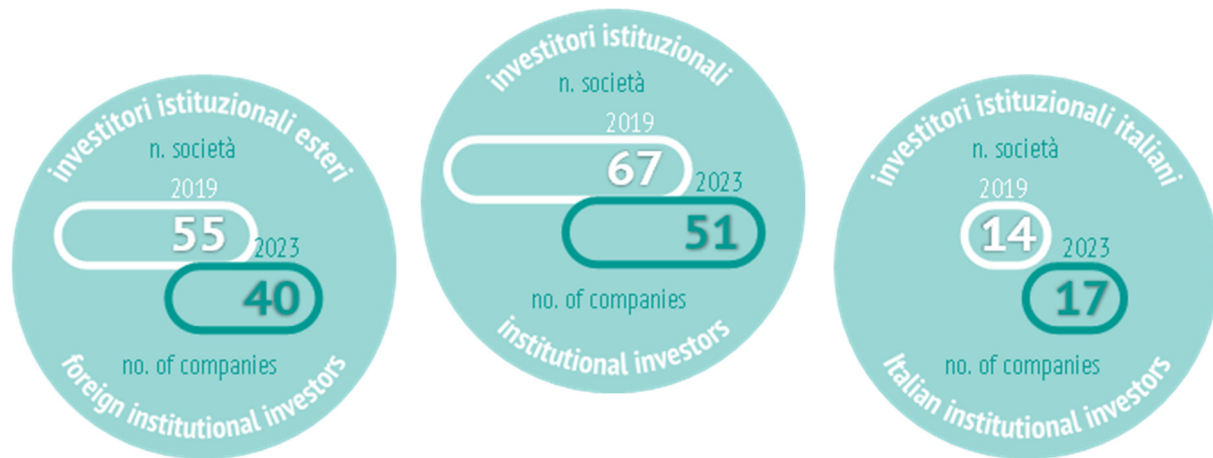 investitori istituzionali esteri
n. società
2019
55
2023
40
no. of companies
foreign institutional investors
investitori istituzionali
n. società
2019
67
2023
51
no. of companies
institutional investors
investitori istituzionali italiani
n. società
2019
14
2023
17
no. of companies
Italian institutional investors